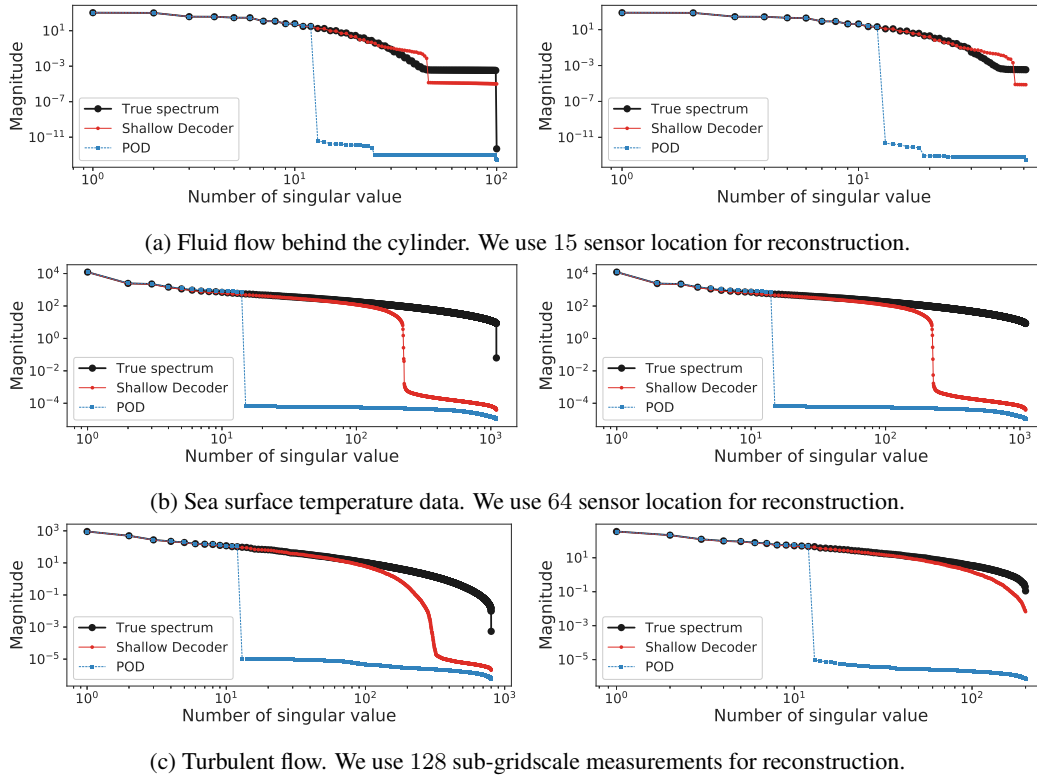 10^1
10^-3
10^-7
10^-11
Magnitude
True spectrum
Shallow Decoder
POD
10^0
10^1
10^2
Number of singular value
10^1
10^-3
10^-7
10^-11
Magnitude
True spectrum
Shallow Decoder
POD
10^0
10^1
Number of singular value
(a) Fluid flow behind the cylinder. We use 15 sensor location for reconstruction.
10^4
10^2
10^0
10^-2
10^-4
Magnitude
True spectrum
Shallow Decoder
POD
10^0
10^1
10^2
10^3
Number of singular value
10^4
10^2
10^0
10^-2
10^-4
Magnitude
True spectrum
Shallow Decoder
POD
10^0
10^1
10^2
10^3
Number of singular value
(b) Sea surface temperature data. We use 64 sensor location for reconstruction.
10^3
10^1
10^-1
10^-3
10^-5
Magnitude
True spectrum
Shallow Decoder
POD
10^0
10^1
10^2
10^3
Number of singular value
10^1
10^-1
10^-3
10^-5
Magnitude
True spectrum
Shallow Decoder
POD
10^0
10^1
10^2
Number of singular value
(c) Turbulent flow. We use 128 sub-gridscale measurements for reconstruction.